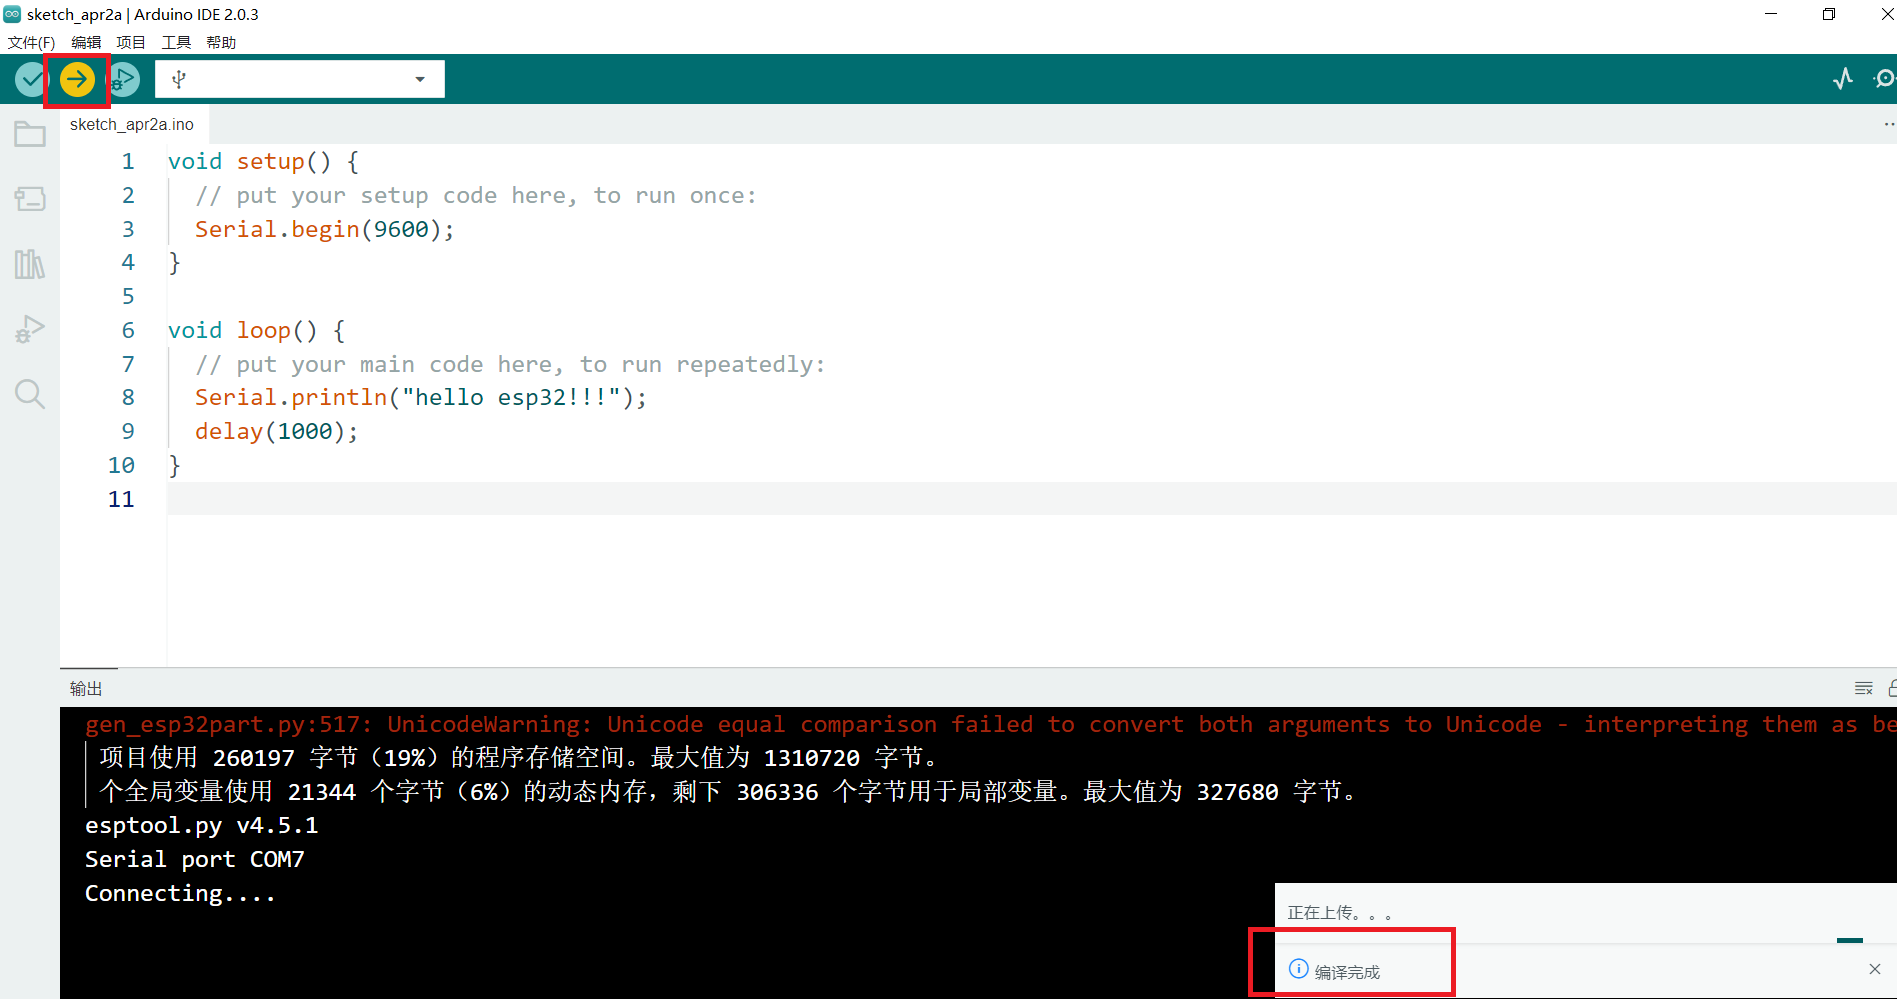 sketch_apr2a | Arduino IDE 2.0.3
文件(F) 编辑 项目 工具 帮助
sketch_apr2a.ino
1 void setup() {
2 // put your setup code here, to run once:
3 Serial.begin(9600);
4 }
5
6 void loop() {
7 // put your main code here, to run repeatedly:
8 Serial.println("hello esp32!!!");
9 delay(1000);
10 }
11
输出
gen_esp32part.py:517: UnicodeWarning: Unicode equal comparison failed to convert both arguments to Unicode - interpreting them as be
项目使用 260197 字节（19%）的程序存储空间。最大值为 1310720 字节。
个全局变量使用 21344 个字节（6%）的动态内存，剩下 306336 个字节用于局部变量。最大值为 327680 字节。
esptool.py v4.5.1
Serial port COM7
Connecting....
正在上传。。。
编译完成